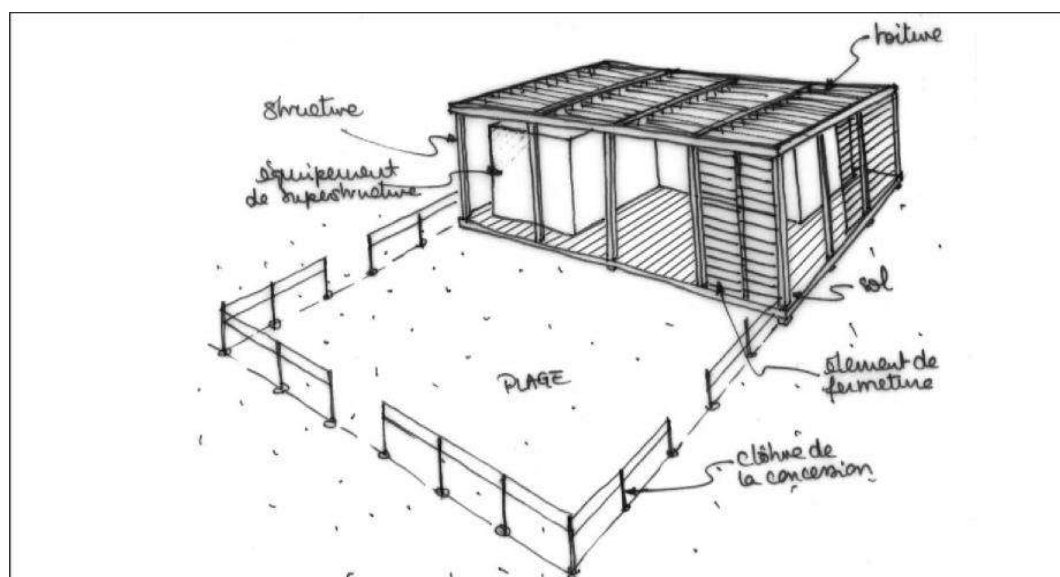 toiture
structure
équipement
de superstructure
sol
PLAGE
élément de
fermeture
clôture de
la concession